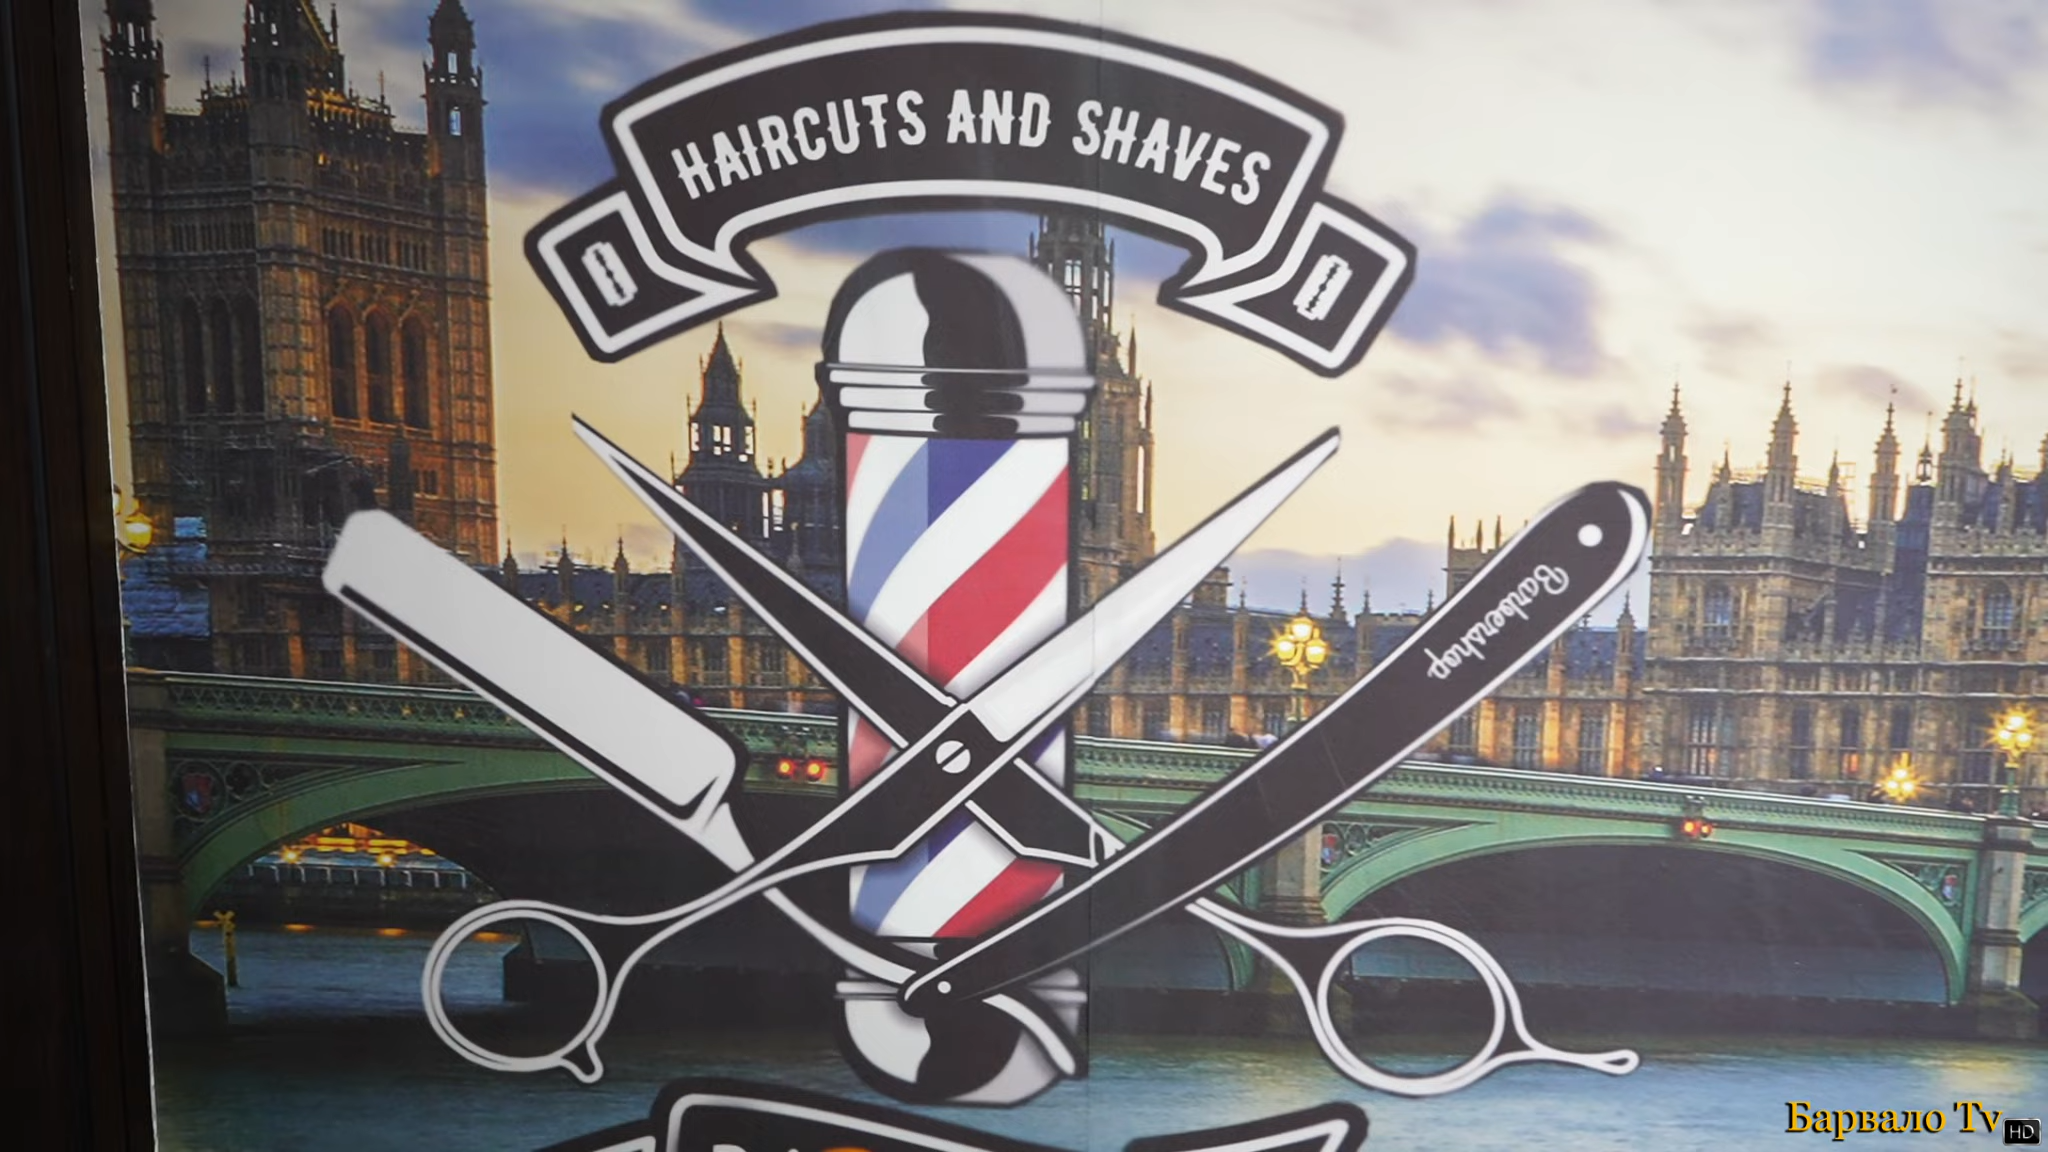 HAIRCUTS AND SHAVES
Barbershop
Барвало Tv
HD